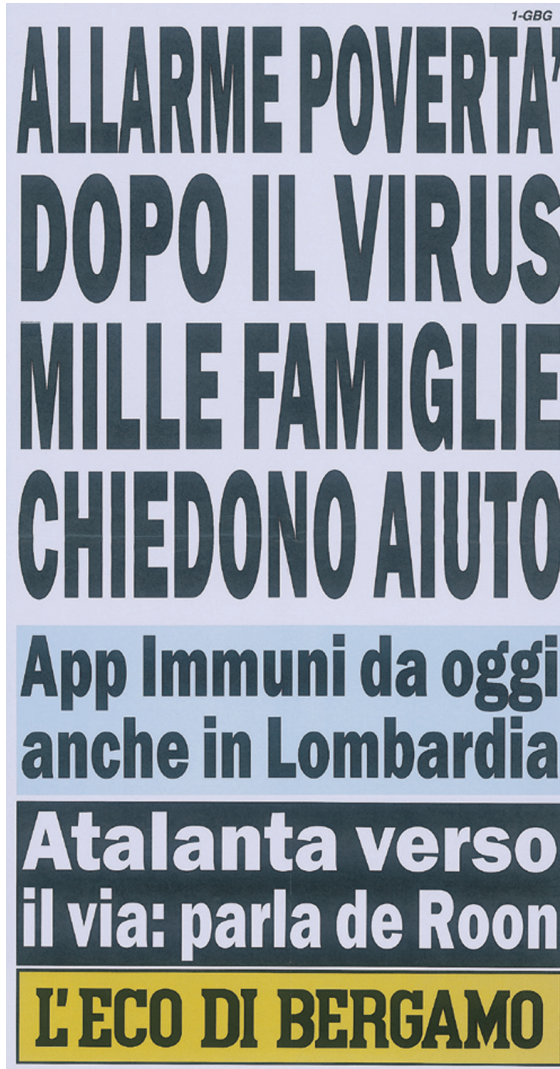 1-GBG
ALLARME POVERTA'
DOPO IL VIRUS
MILLE FAMIGLIE
CHIEDONO AIUTO
App Immuni da oggi
anche in Lombardia
Atalanta verso
il via: parla de Roon
L'ECO DI BERGAMO